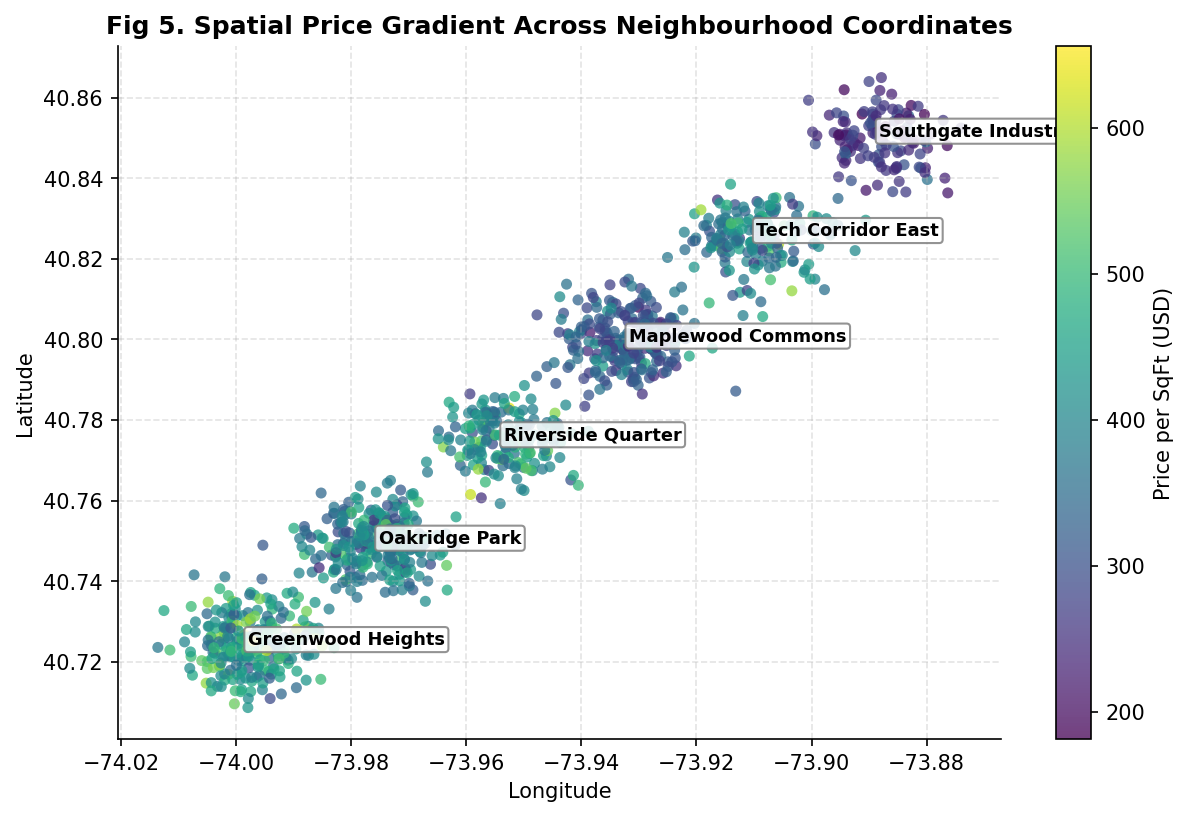 Fig 5. Spatial Price Gradient Across Neighbourhood Coordinates
Latitude
40.86
40.84
40.82
40.80
40.78
40.76
40.74
40.72
Southgate Industr
Tech Corridor East
Maplewood Commons
Riverside Quarter
Oakridge Park
Greenwood Heights
−74.02 −74.00 −73.98 −73.96 −73.94 −73.92 −73.90 −73.88
Longitude
600
500
400
300
200
Price per SqFt (USD)